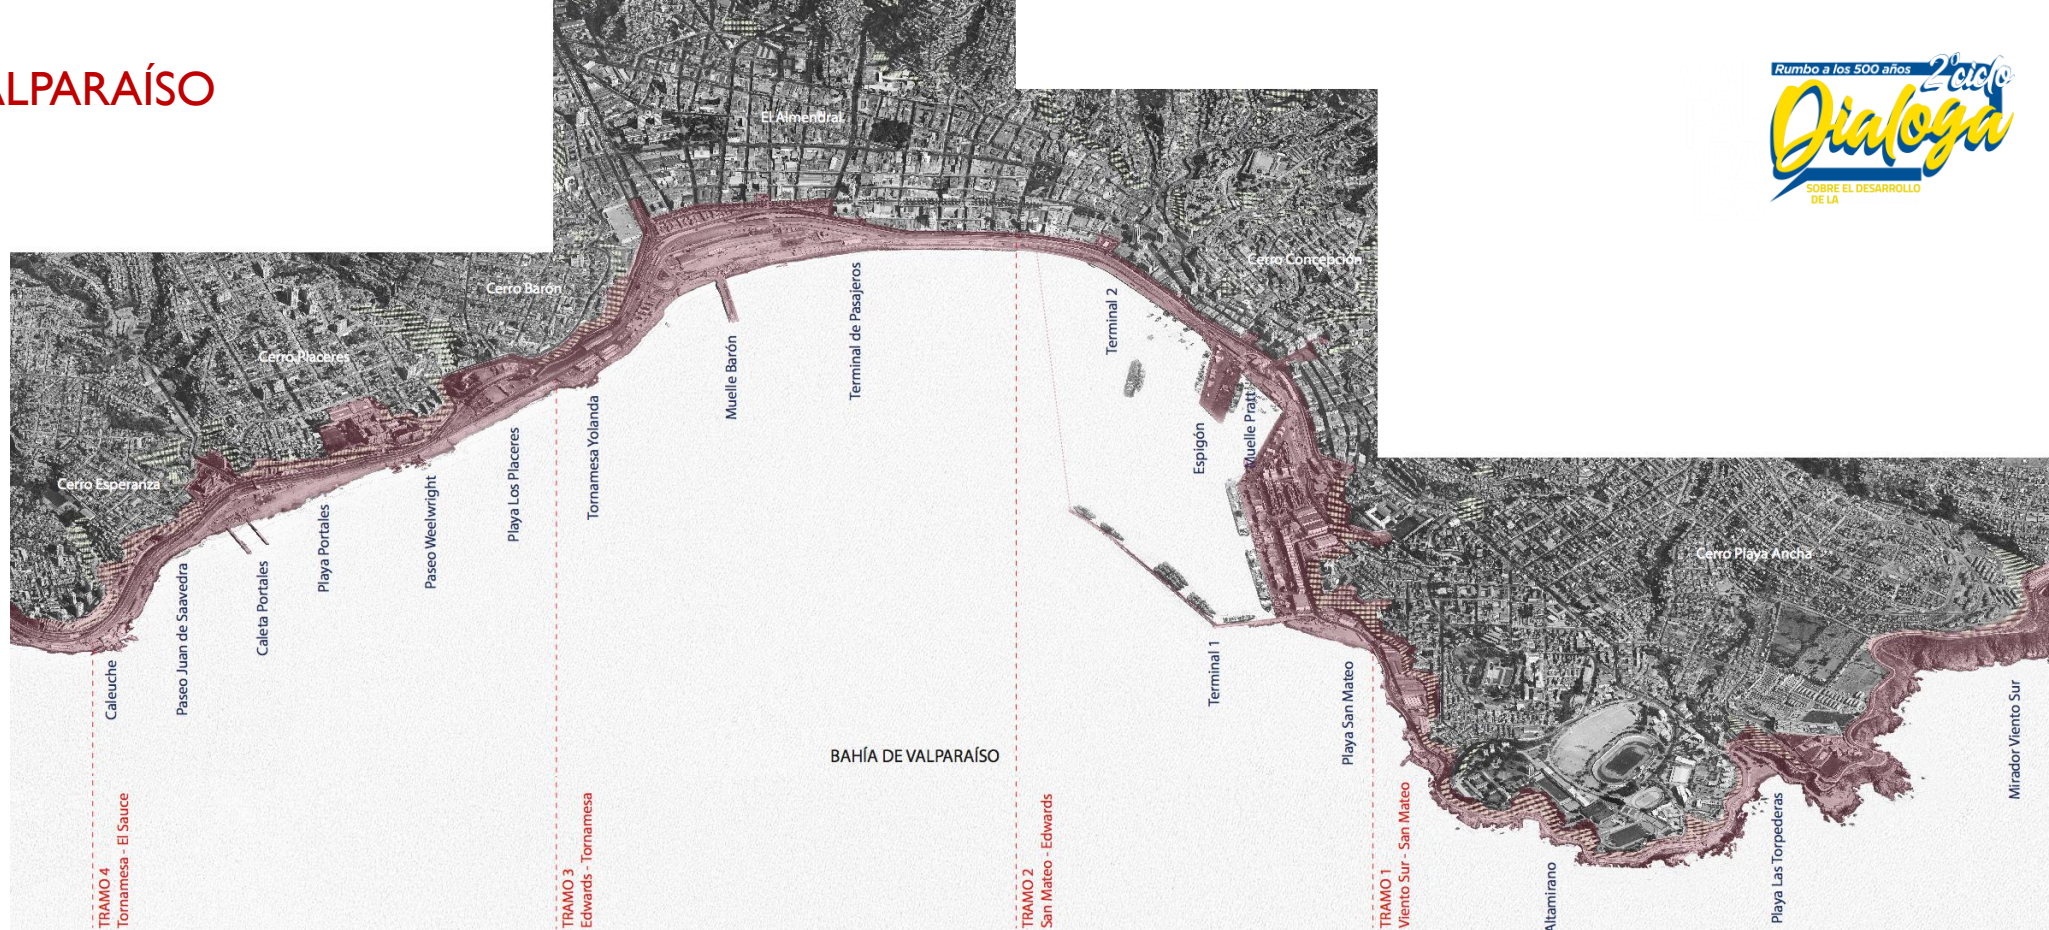 ALPARAÍSO
Rumbo a los 500 años
2º ciclo
Dialoga
SOBRE EL DESARROLLO
DE LA
El Almendral
Cerro Concepción
Cerro Barón
Cerro Placeres
Cerro Esperanza
Cerro Playa Ancha
Caleuche
Paseo Juan de Saavedra
Caleta Portales
Playa Portales
Paseo Weelwright
Playa Los Placeres
Tornamesa Yolanda
Muelle Barón
Terminal de Pasajeros
Terminal 2
Espigón
Muelle Pratt
Terminal 1
Playa San Mateo
Altamirano
Playa Las Torpederas
Mirador Viento Sur
BAHÍA DE VALPARAÍSO
TRAMO 4
Tornamesa - El Sauce
TRAMO 3
Edwards - Tornamesa
TRAMO 2
San Mateo - Edwards
TRAMO 1
Viento Sur - San Mateo